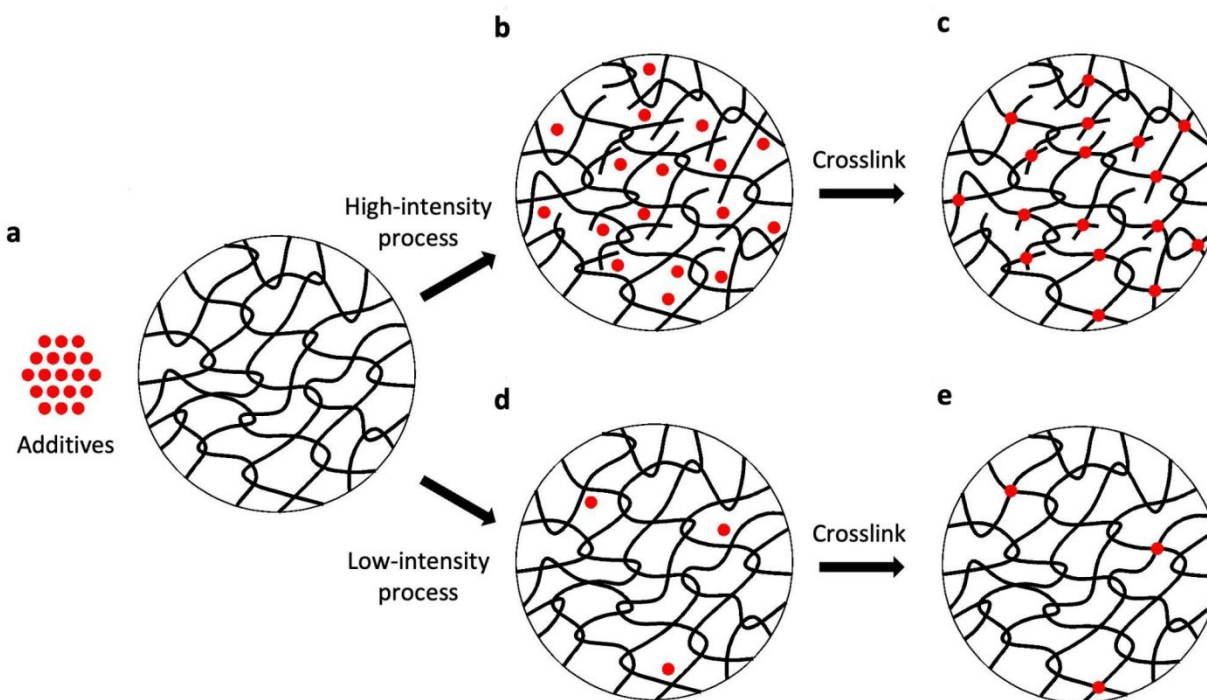 b
c
Crosslink
High-intensity
process
a
Additives
d
e
Crosslink
Low-intensity
process